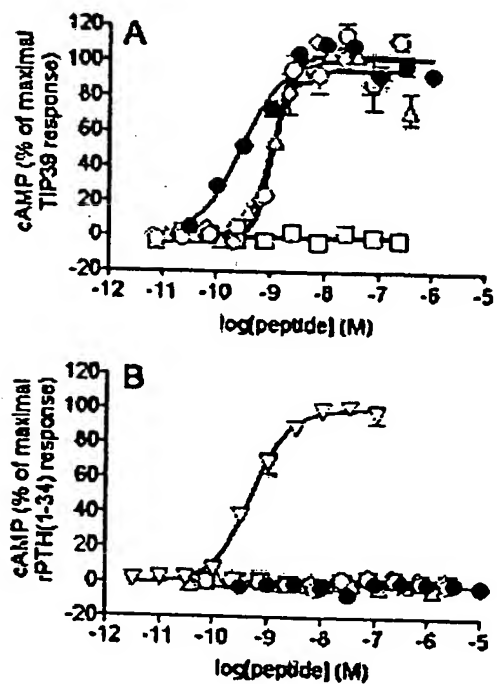 A
cAMP (% of maximal
TIP39 response)
120
100
80
60
40
20
0
-20
-12 -11 -10 -9 -8 -7 -6 -5
log[peptide] (M)
B
cAMP (% of maximal
rPTH(1-34) response)
120
100
80
60
40
20
0
-20
-12 -11 -10 -9 -8 -7 -6 -5
log[peptide] (M)